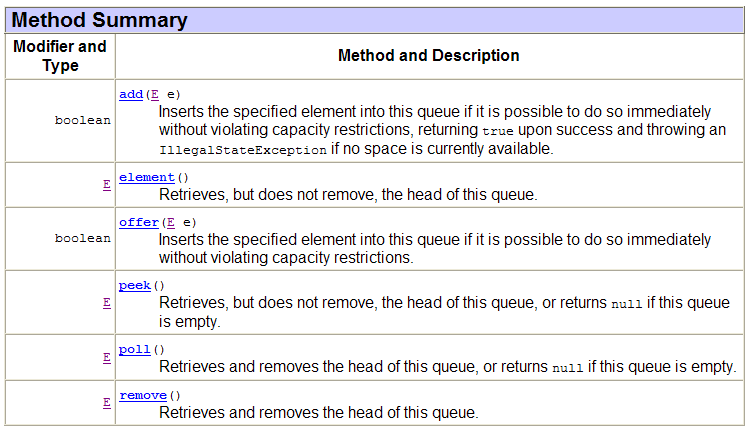 Method Summary
Modifier and
Type
Method and Description
boolean
add(E e)
Inserts the specified element into this queue if it is possible to do so immediately
without violating capacity restrictions, returning true upon success and throwing an
IllegalStateException if no space is currently available.
E
element()
Retrieves, but does not remove, the head of this queue.
boolean
offer(E e)
Inserts the specified element into this queue if it is possible to do so immediately
without violating capacity restrictions.
E
peek()
Retrieves, but does not remove, the head of this queue, or returns null if this queue
is empty.
E
poll()
Retrieves and removes the head of this queue, or returns null if this queue is empty.
E
remove()
Retrieves and removes the head of this queue.